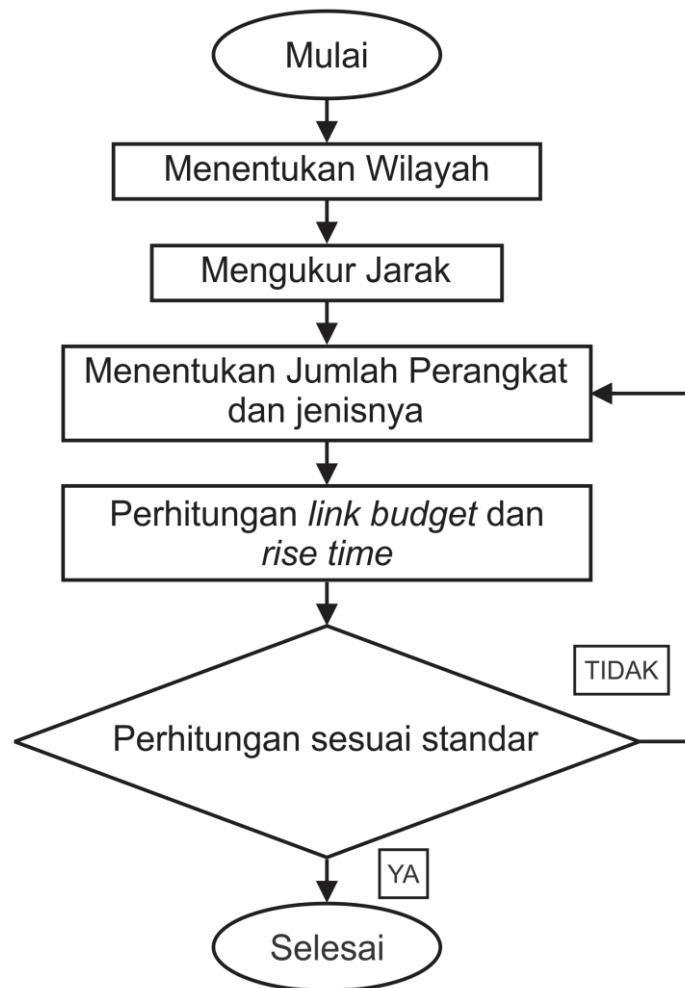 Mulai
Menentukan Wilayah
Mengukur Jarak
Menentukan Jumlah Perangkat
dan jenisnya
Perhitungan link budget dan
rise time
TIDAK
Perhitungan sesuai standar
YA
Selesai